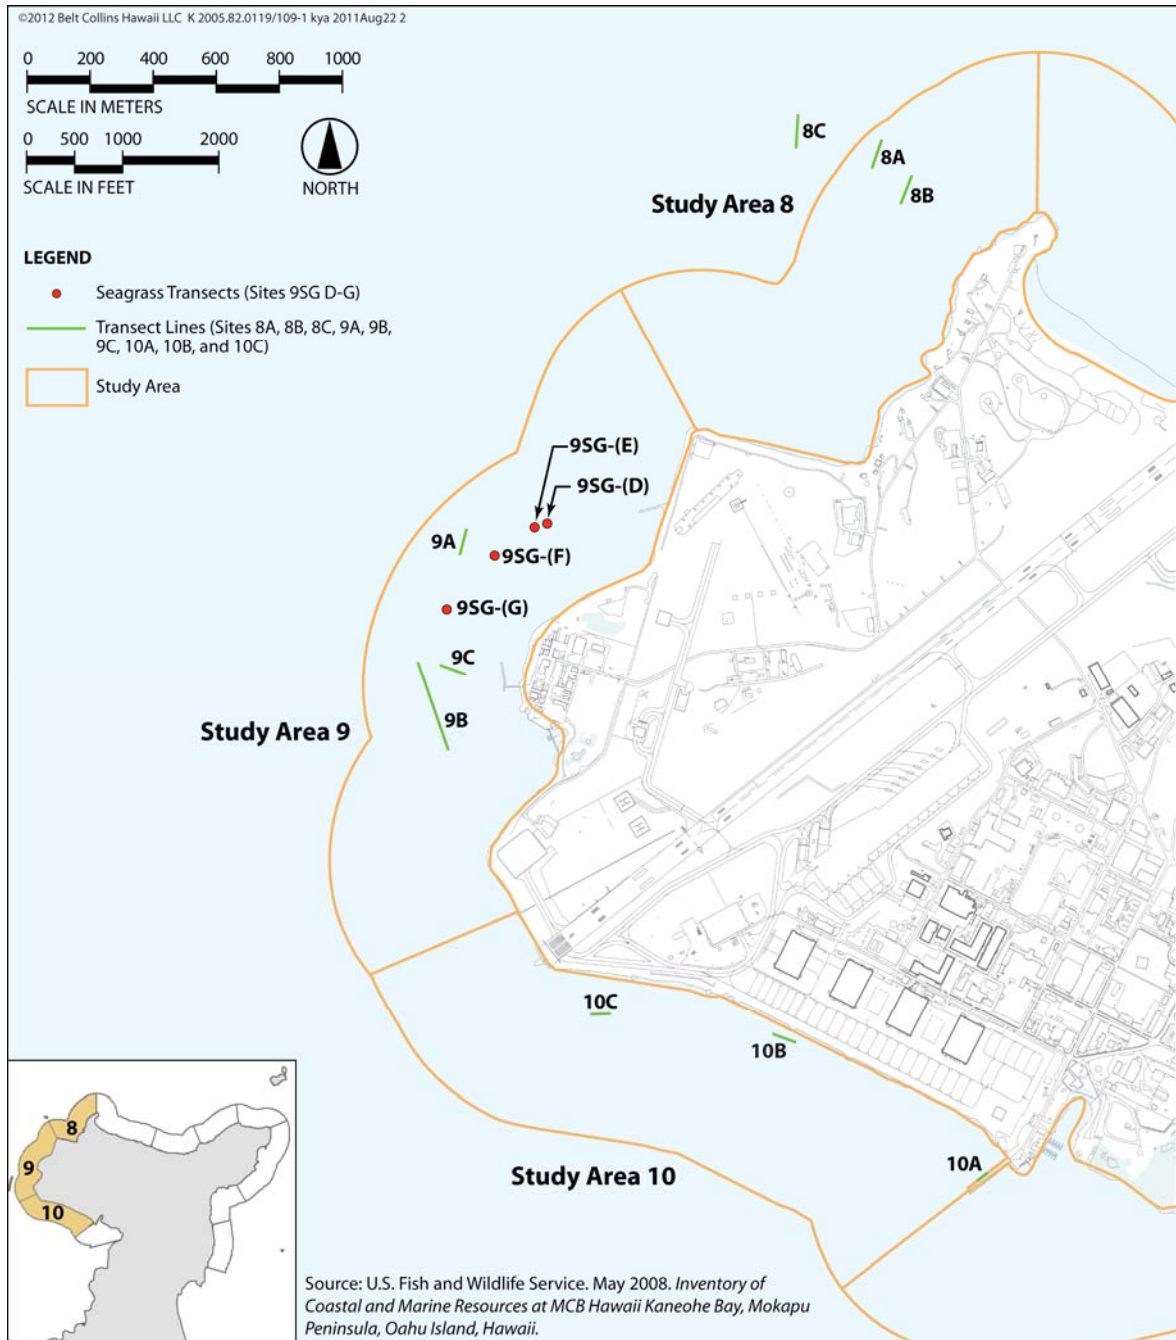 ©2012 Belt Collins Hawaii LLC K 2005.82.0119/109-1 kya 2011Aug22 2
0 200 400 600 800 1000
SCALE IN METERS
0 500 1000 2000
SCALE IN FEET
NORTH
LEGEND
Seagrass Transects (Sites 9SG D-G)
Transect Lines (Sites 8A, 8B, 8C, 9A, 9B,
9C, 10A, 10B, and 10C)
Study Area
8C
8A
8B
Study Area 8
9SG-(E)
9SG-(D)
9A
9SG-(F)
9SG-(G)
9C
9B
Study Area 9
H
H
10C
10B
10A
Study Area 10
8
9
10
Source: U.S. Fish and Wildlife Service. May 2008. Inventory of
Coastal and Marine Resources at MCB Hawaii Kaneohe Bay, Mokapu
Peninsula, Oahu Island, Hawaii.